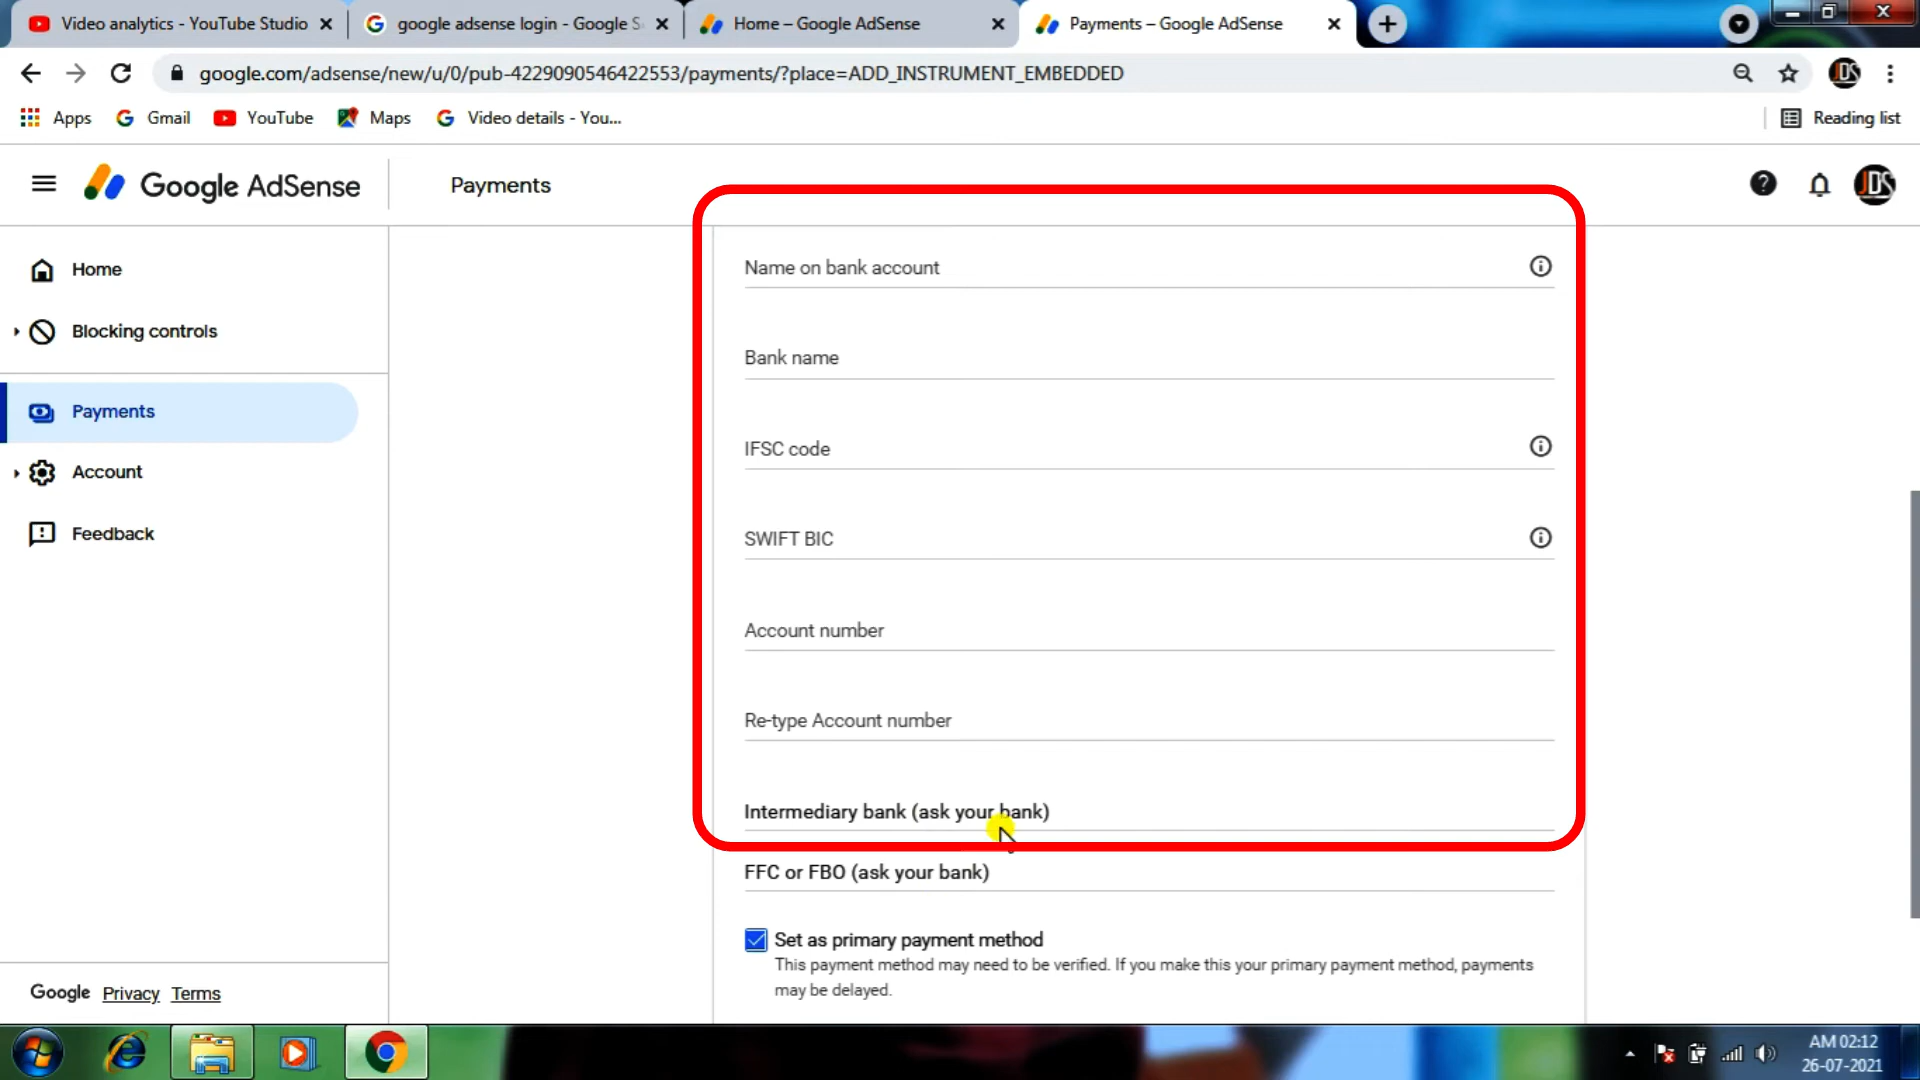 Video analytics - YouTube Studio
google adsense login - Google S
Home – Google AdSense
Payments – Google AdSense
google.com/adsense/new/u/0/pub-4229090546422553/payments/?place=ADD_INSTRUMENT_EMBEDDED
JDS
Apps
Gmail
YouTube
Maps
Video details - You...
Reading list
Google AdSense
Payments
JDS
Home
Blocking controls
Payments
Account
Feedback
Name on bank account
Bank name
IFSC code
SWIFT BIC
Account number
Re-type Account number
Intermediary bank (ask your bank)
FFC or FBO (ask your bank)
Set as primary payment method
This payment method may need to be verified. If you make this your primary payment method, payments
may be delayed.
Google Privacy Terms
AM 02:12
26-07-2021